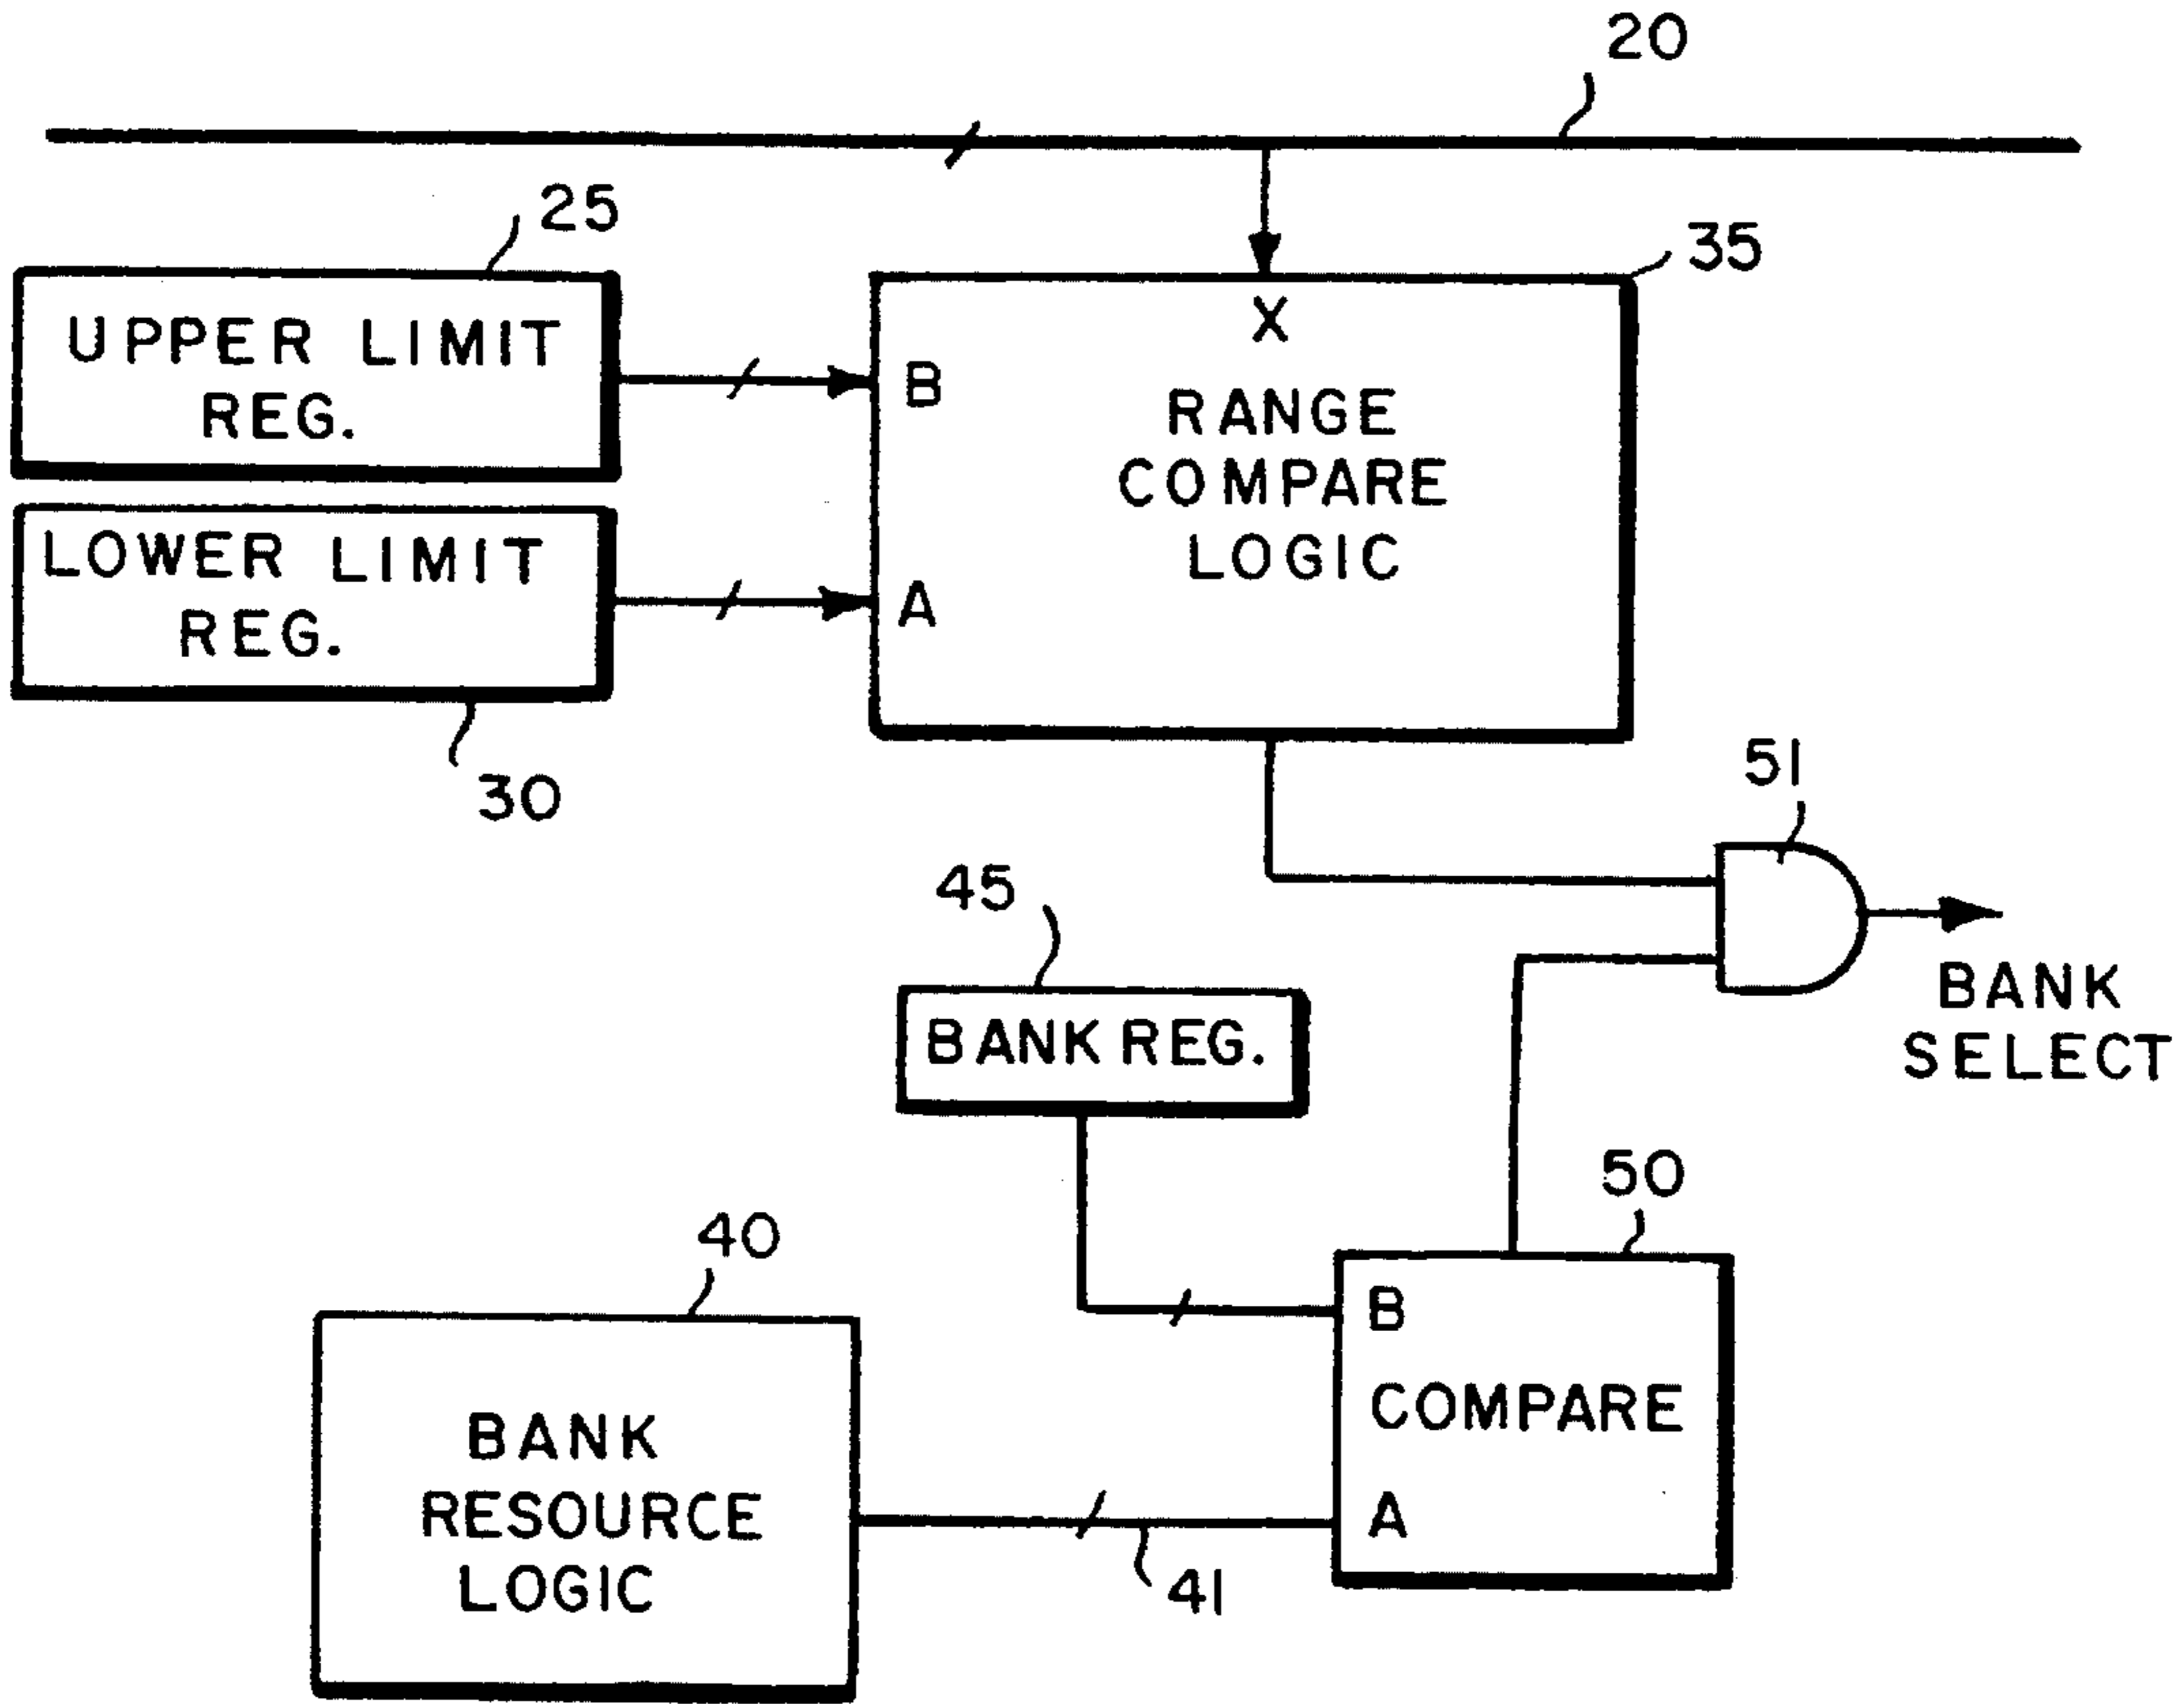 20
25
35
UPPER LIMIT
REG.
X
B
RANGE
COMPARE
LOGIC
LOWER LIMIT
REG.
A
30
51
45
BANK REG.
BANK
SELECT
50
40
B
COMPARE
A
BANK
RESOURCE
LOGIC
41